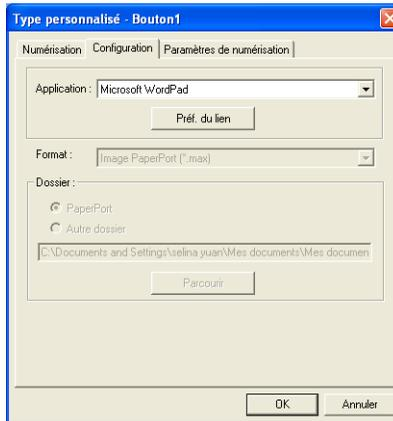 Type personnalisé - Bouton1
Numérisation Configuration Paramètres de numérisation
Application : Microsoft WordPad
Préf. du lien
Format : Image PaperPort (*.max)
Dossier :
PaperPort
Autre dossier
C:\Documents and Settings\selina yuan\Mes documents\Mes documen
Parcourir
OK Annuler